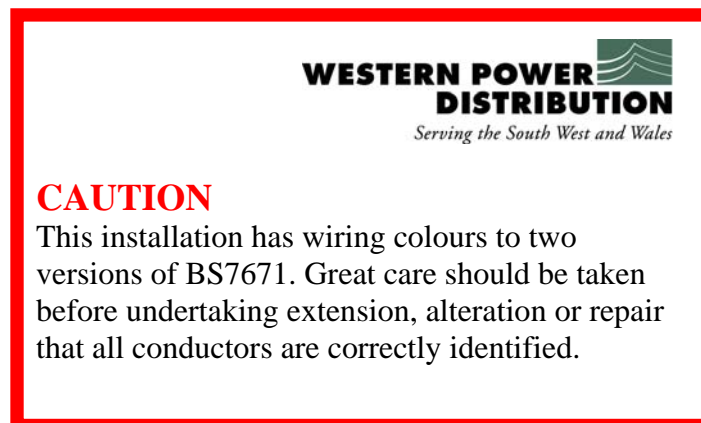 WESTERN POWER
DISTRIBUTION
Serving the South West and Wales
CAUTION
This installation has wiring colours to two
versions of BS7671. Great care should be taken
before undertaking extension, alteration or repair
that all conductors are correctly identified.